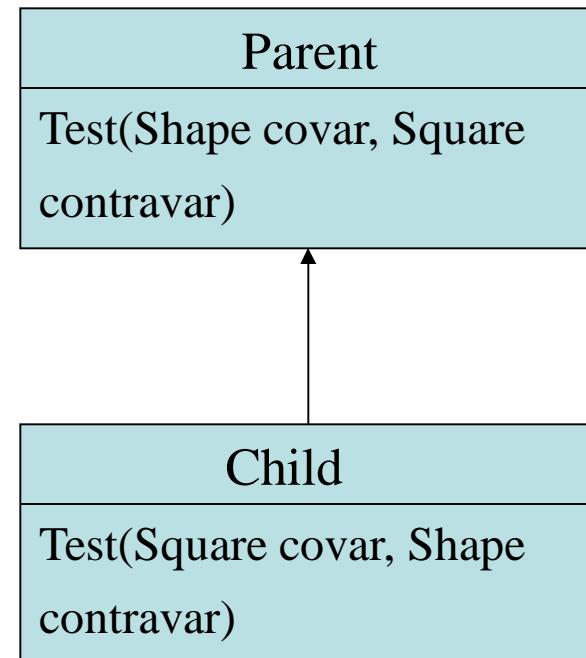 Parent
Test(Shape covar, Square
contravar)
Child
Test(Square covar, Shape
contravar)